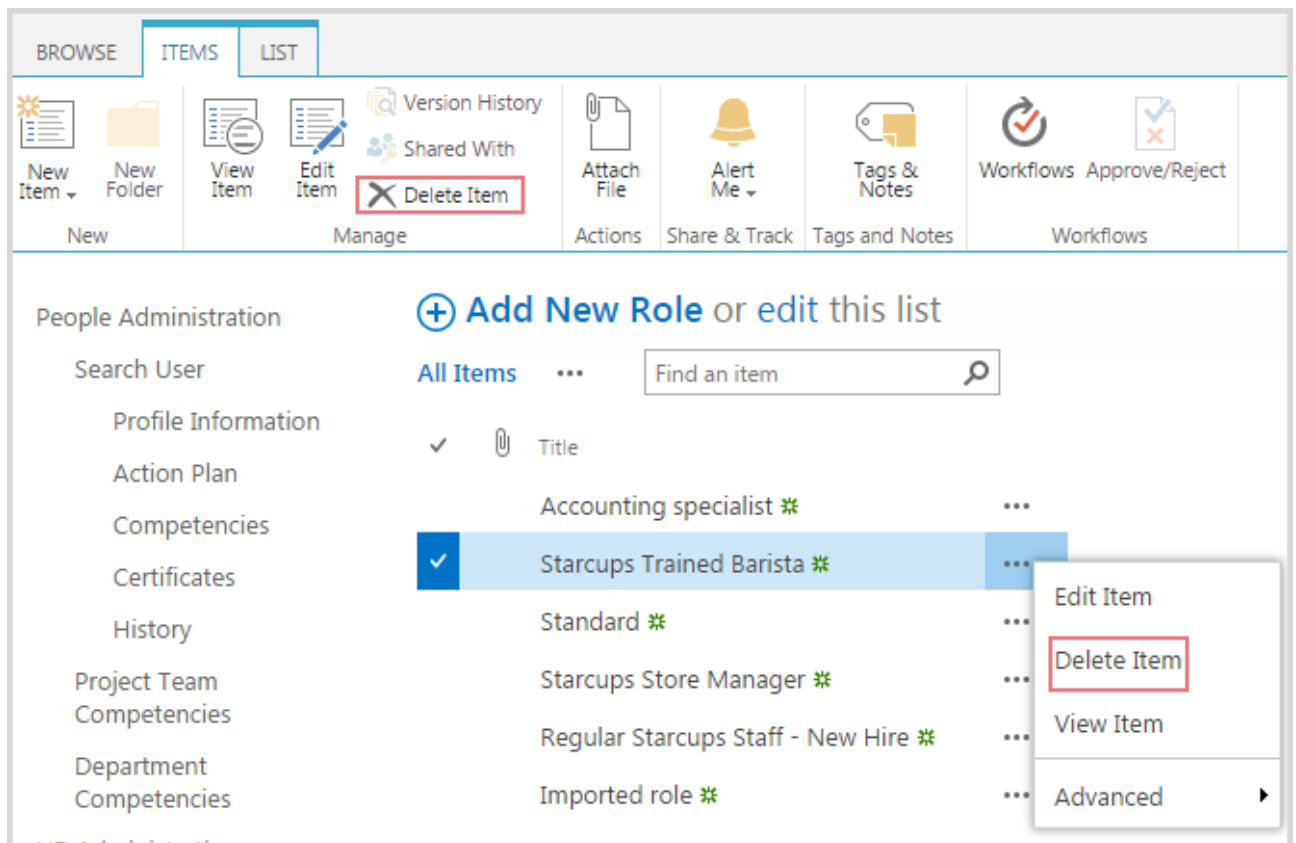 BROWSE ITEMS LIST
New Item
New Folder
View Item
Edit Item
Version History
Shared With
Delete Item
Attach File
Alert Me
Tags & Notes
Workflows
Approve/Reject
New
Manage
Actions
Share & Track
Tags and Notes
Workflows
People Administration
Search User
Profile Information
Action Plan
Competencies
Certificates
History
Project Team
Competencies
Department
Competencies
Add New Role or edit this list
All Items ••• Find an item
Title
Accounting specialist
Starcups Trained Barista
Standard
Starcups Store Manager
Regular Starcups Staff - New Hire
Imported role
Edit Item
Delete Item
View Item
Advanced